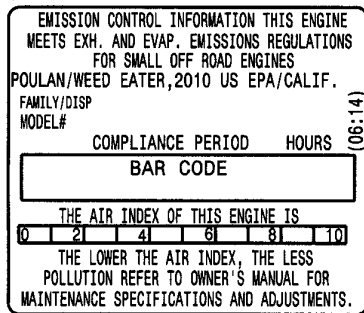 EMISSION CONTROL INFORMATION THIS ENGINE
MEETS EXH. AND EVAP. EMISSIONS REGULATIONS
FOR SMALL OFF ROAD ENGINES
POULAN/WEED EATER,2010 US EPA/CALIF.
FAMILY/DISP
MODEL#
COMPLIANCE PERIOD HOURS
(06:14)
BAR CODE
THE AIR INDEX OF THIS ENGINE IS
0 2 4 6 8 10
THE LOWER THE AIR INDEX, THE LESS
POLLUTION REFER TO OWNER'S MANUAL FOR
MAINTENANCE SPECIFICATIONS AND ADJUSTMENTS.